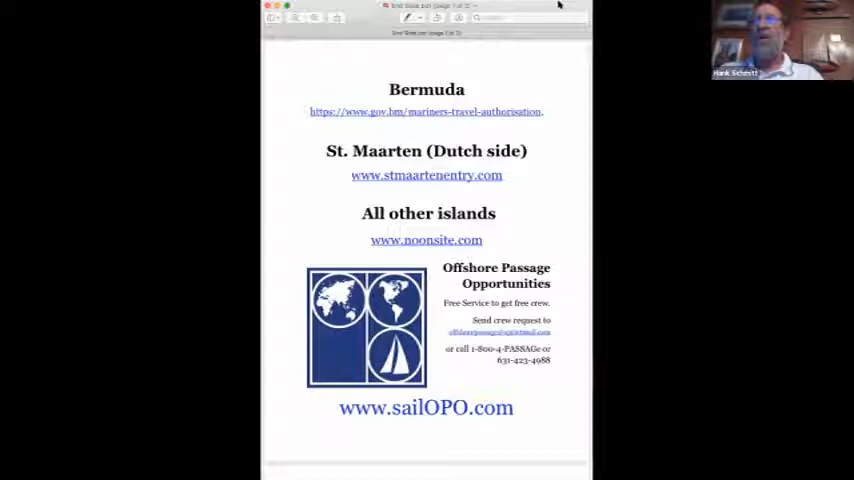 Bermuda
https://www.gov.bm/mariners-travel-authorisation.
St. Maarten (Dutch side)
www.stmaartenentry.com
All other islands
www.noonsite.com
Offshore Passage
Opportunities
Free Service to get free crew.
Send crew request to
or call 1-800-4-PASSAGe or
631-423-4988
www.sailOPO.com
Hank Schmitt